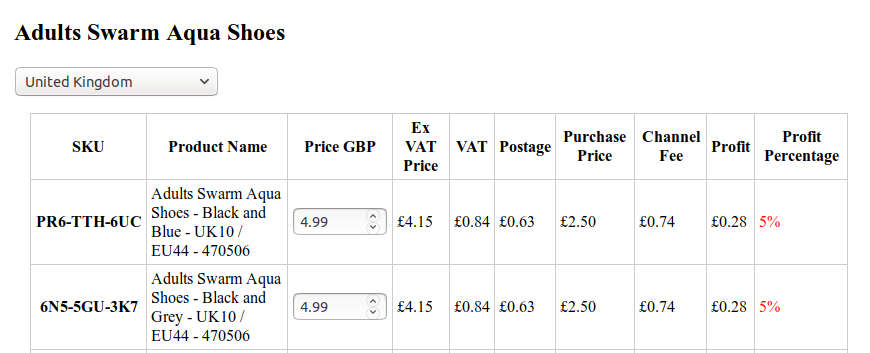 Adults Swarm Aqua Shoes
United Kingdom
SKU Product Name Price GBP Ex VAT Price VAT Postage Purchase Price Channel Fee Profit Profit Percentage
PR6-TTH-6UC Adults Swarm Aqua Shoes - Black and Blue - UK10 / EU44 - 470506 4.99 £4.15 £0.84 £0.63 £2.50 £0.74 £0.28 5%
6N5-5GU-3K7 Adults Swarm Aqua Shoes - Black and Grey - UK10 / EU44 - 470506 4.99 £4.15 £0.84 £0.63 £2.50 £0.74 £0.28 5%